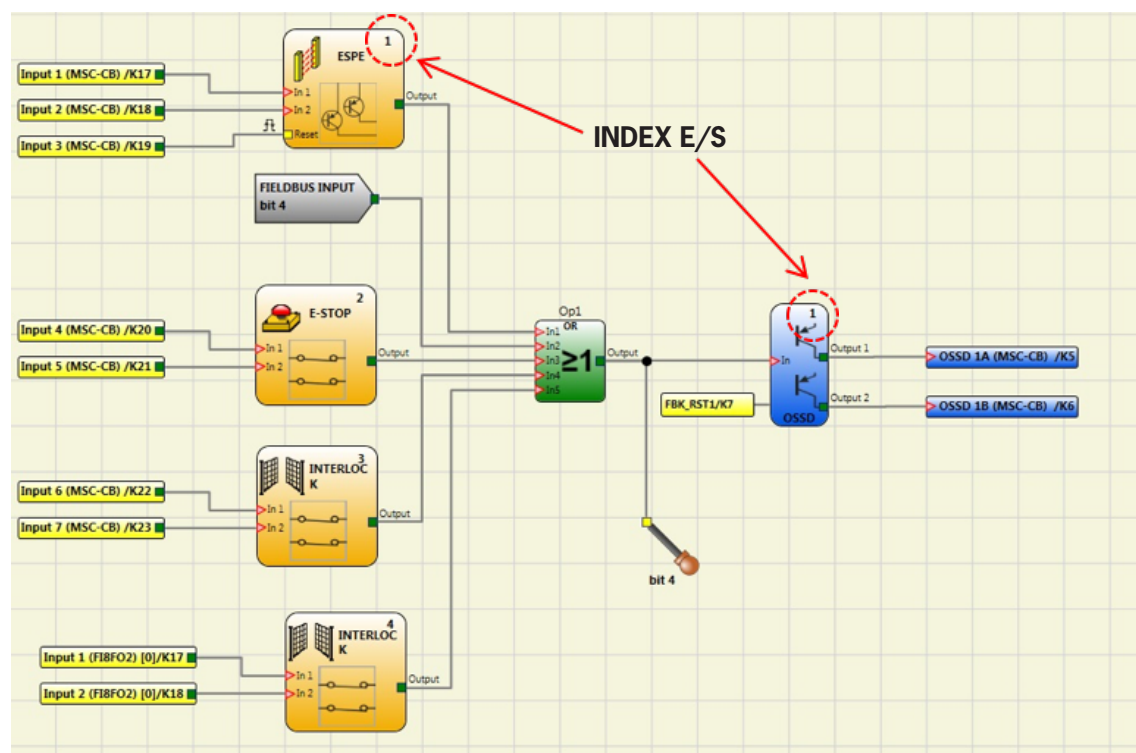 1
ESPE
Input 1 (MSC-CB) /K17
Input 2 (MSC-CB) /K18
Input 3 (MSC-CB) /K19
In 1
In 2
Reset
Output
INDEX E/S
FIELDBUS INPUT
bit 4
2
E-STOP
Input 4 (MSC-CB) /K20
Input 5 (MSC-CB) /K21
In 1
In 2
Output
Op1
OR
In1
In2
In3
In4
In5
≥1
Output
1
In
Output 1
Output 2
OSSD
OSSD 1A (MSC-CB) /K5
OSSD 1B (MSC-CB) /K6
FBK_RST1/K7
3
INTERLOC
K
Input 6 (MSC-CB) /K22
Input 7 (MSC-CB) /K23
In 1
In 2
Output
bit 4
4
INTERLOC
K
Input 1 (FI8FO2) [0]/K17
Input 2 (FI8FO2) [0]/K18
In 1
In 2
Output